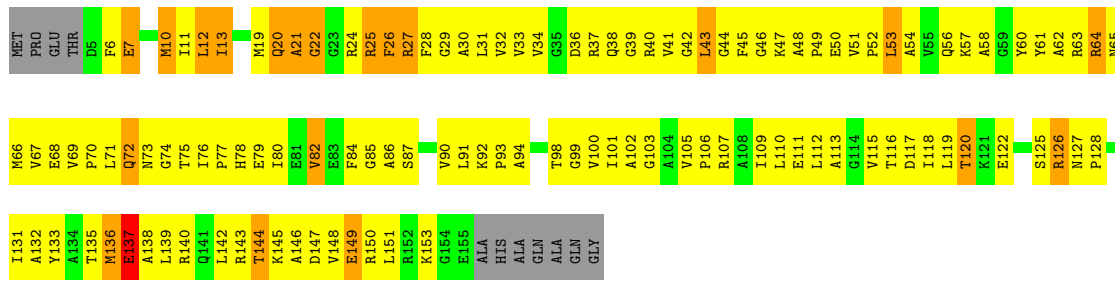 MET PRO GLU THR D5 F6 E7 M10 I11 L12 I13 M19 Q20 A21 G22 G23 R24 R25 F26 R27 F28 G29 A30 L31 V32 V33 V34 G35 D36 R37 Q38 G39 R40 V41 G42 L43 G44 F45 G46 K47 A48 P49 E50 V51 P52 L53 A54 V55 Q56 K57 A58 G59 Y60 Y61 A62 R63 R64 N65
M66 V67 E68 V69 P70 L71 Q72 N73 G74 T75 I76 P77 H78 E79 I80 E81 V82 E83 F84 G85 A86 S87 V90 L91 K92 P93 A94 T98 G99 V100 I101 A102 G103 A104 V105 P106 R107 A108 I109 L110 E111 L112 A113 G114 V115 T116 D117 I118 L119 T120 K121 E122 S125 R126 N127 P128
I131 A132 Y133 A134 T135 M136 E137 A138 L139 R140 Q141 L142 R143 T144 K145 A146 D147 V148 E149 R150 L151 R152 K153 G154 E155 ALA HIS ALA GLN ALA GLN GLY